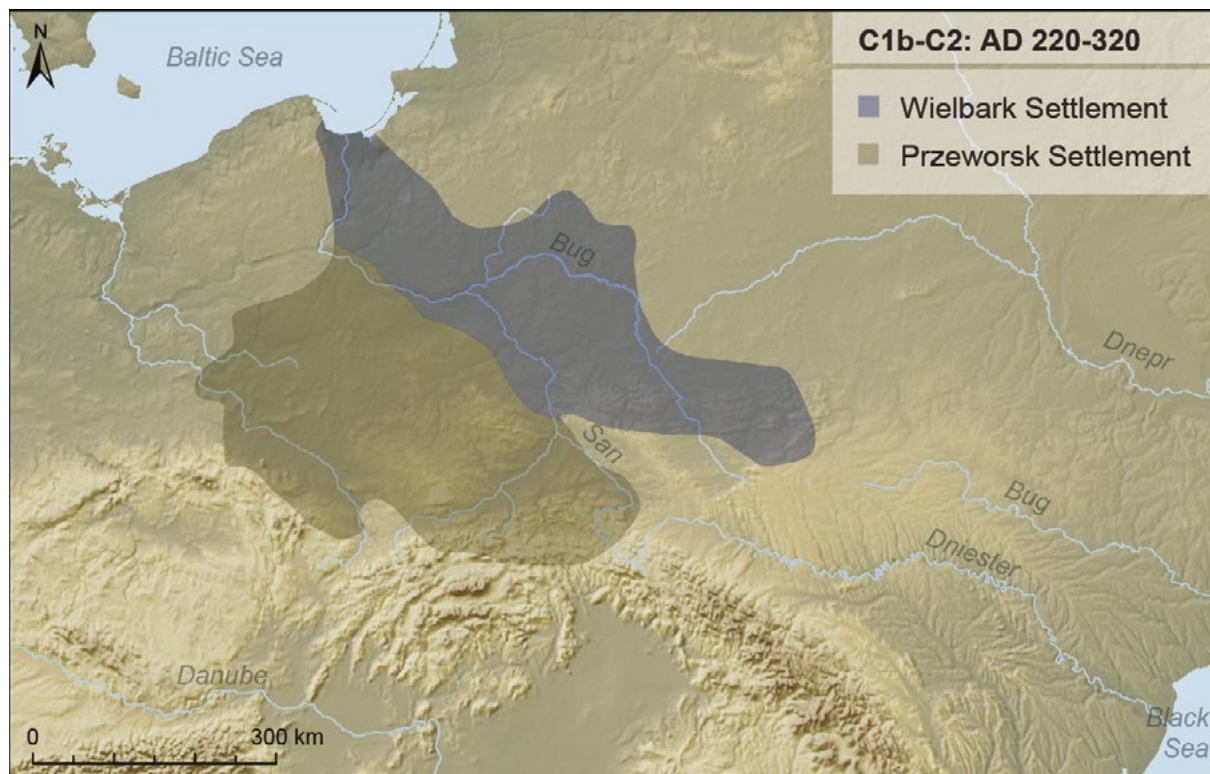 N
Baltic Sea
C1b-C2: AD 220-320
Wielbark Settlement
Przeworsk Settlement
Bug
Dnepr
San
Bug
Dniester
Danube
Black
Sea
0 300 km